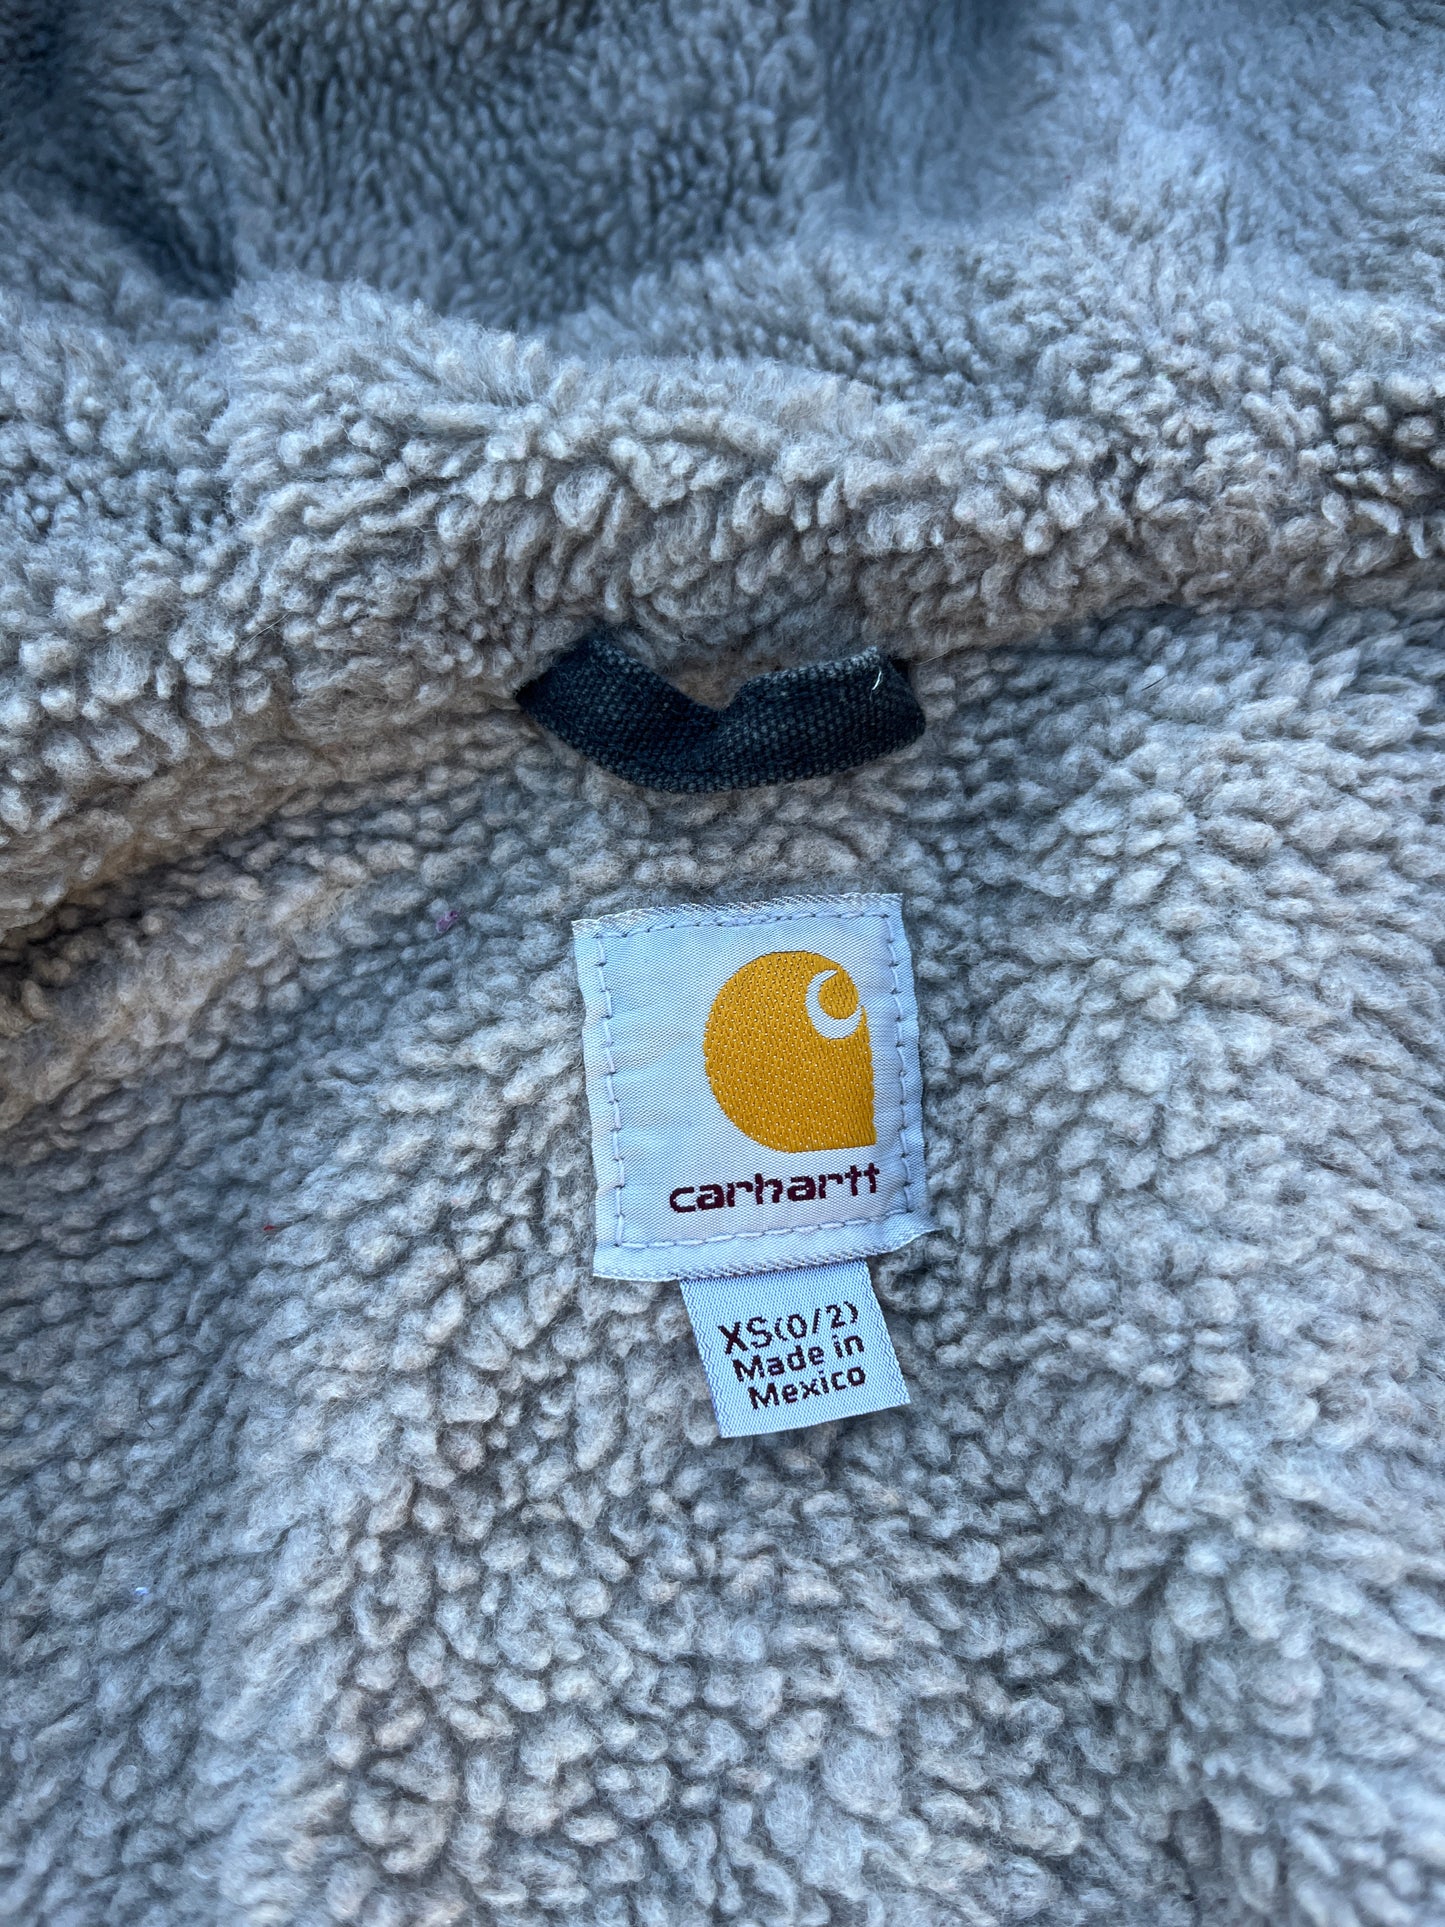 carhartt
XS(0/2)
Made in
Mexico